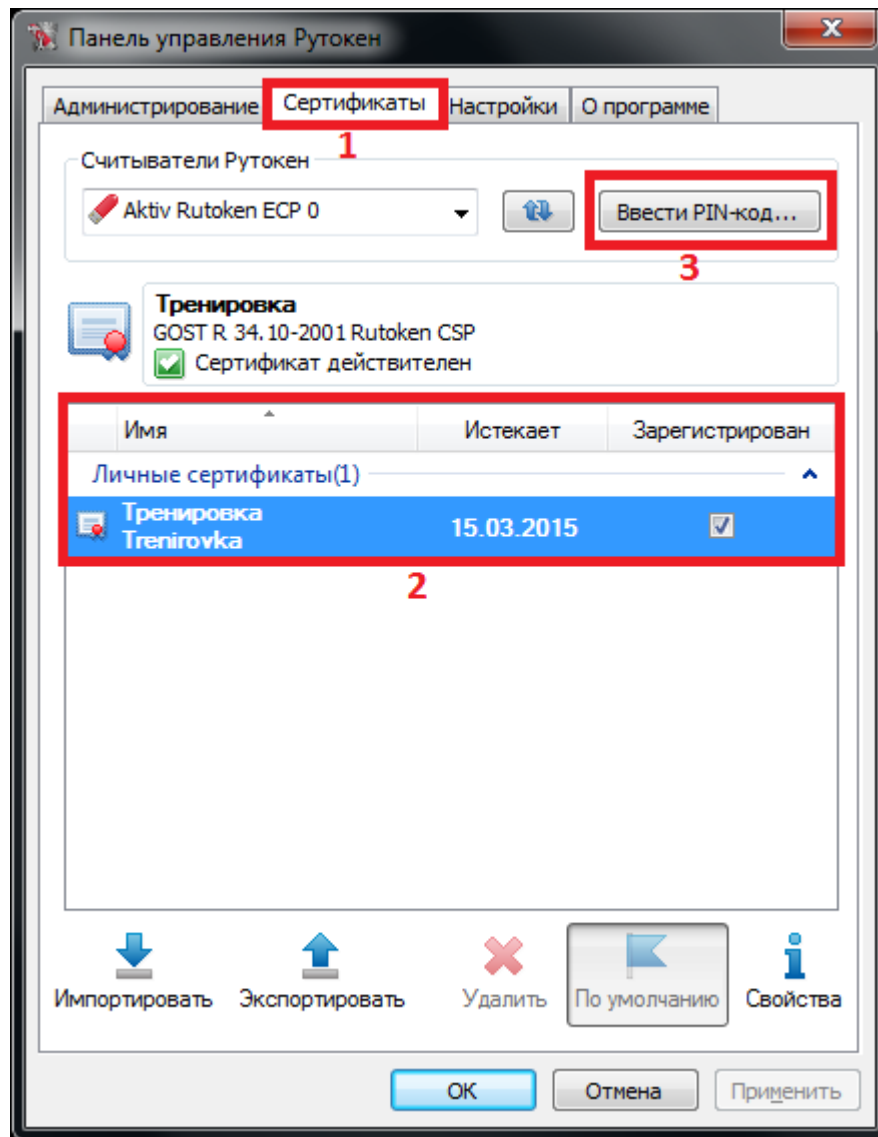 Панель управления Рутокен
Администрирование Сертификаты Настройки О программе
1
Считыватели Рутокен
Aktiv Rutoken ECP 0 Ввести PIN-код...
3
Тренировка
GOST R 34.10-2001 Rutoken CSP
Сертификат действителен
Имя Истекает Зарегистрирован
Личные сертификаты(1)
Тренировка
Trenirovka 15.03.2015
2
Импортировать Экспортировать Удалить По умолчанию Свойства
OK Отмена Применить